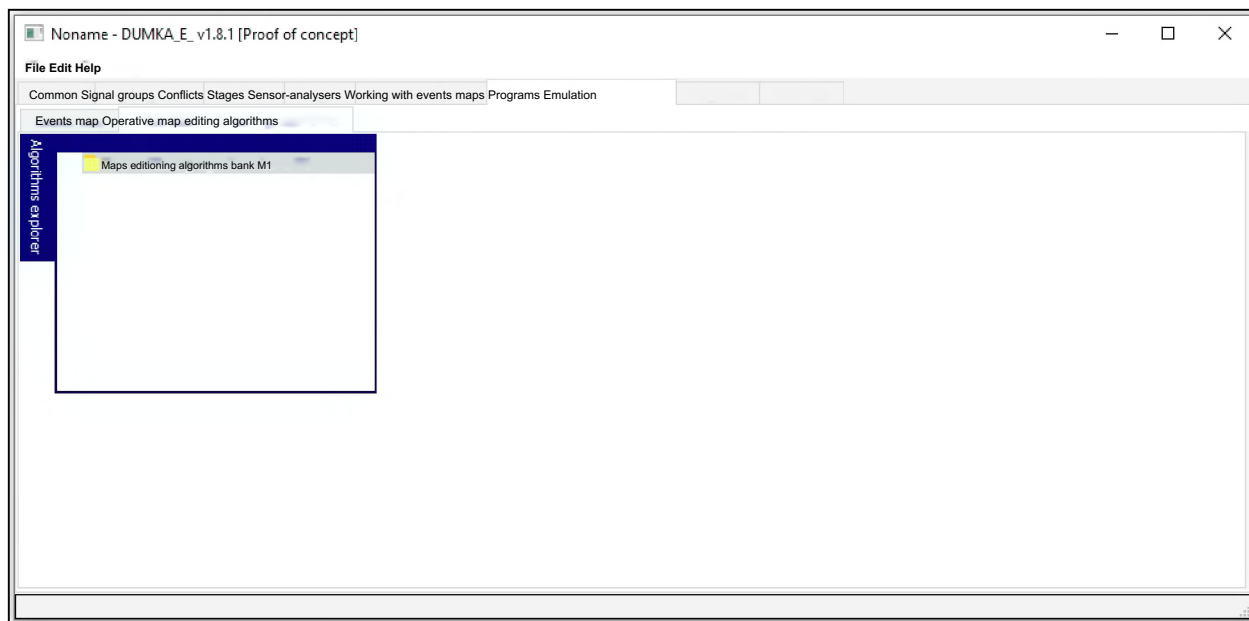 Noname - DUMKA_E_ v1.8.1 [Proof of concept]
File Edit Help
Common Signal groups Conflicts Stages Sensor-analysers Working with events maps Programs Emulation
Events map Operative map editing algorithms
Algorithms explorer
Maps editioning algorithms bank M1